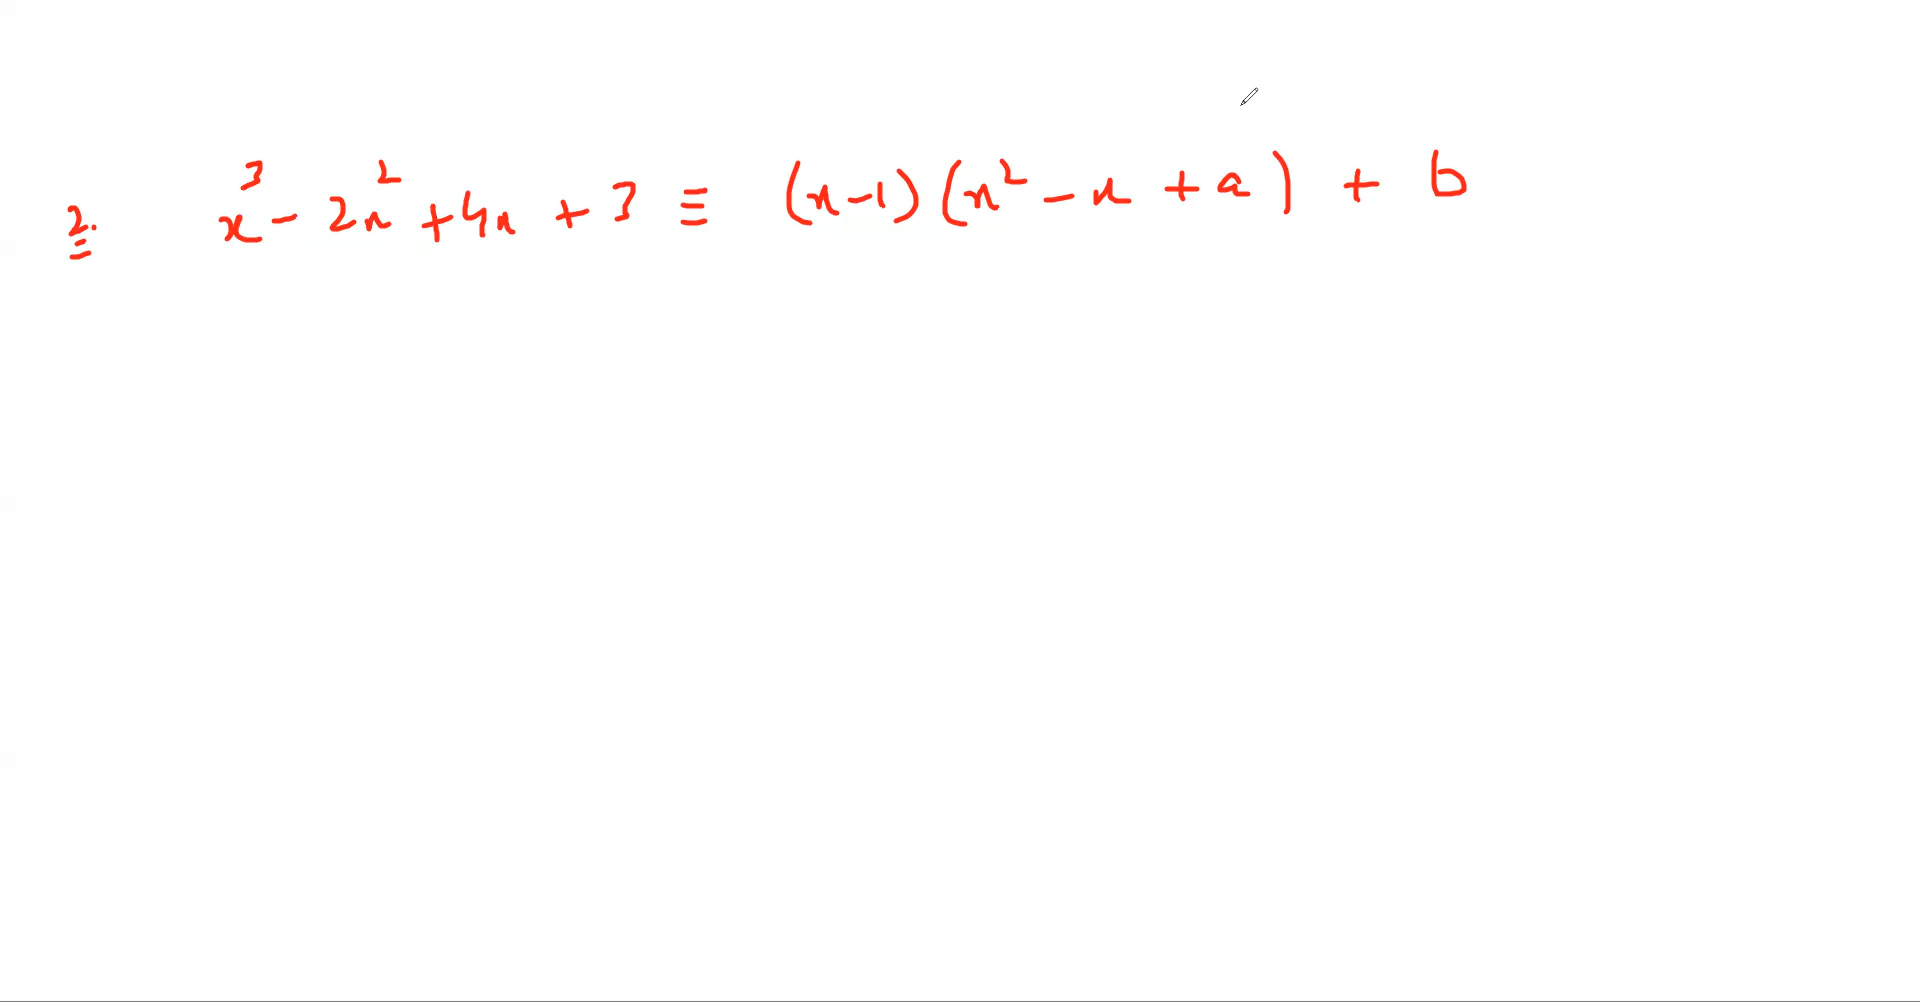 2. x³ - 2x² + 4x + 3 ≡ (x-1)(x² - x + a) + b